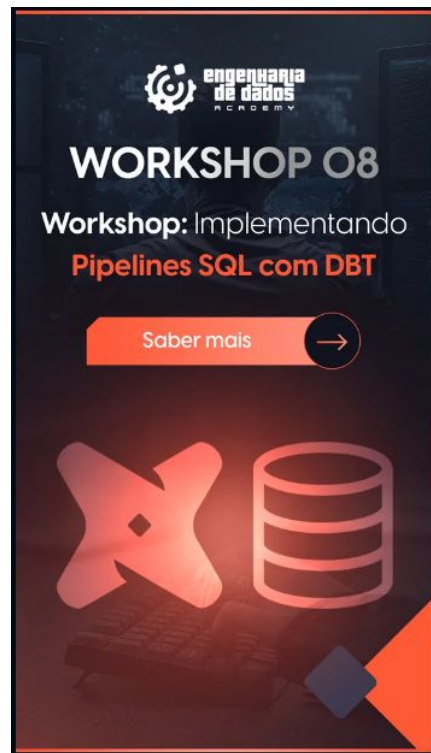 engenharia
de dados
ACADEMY
WORKSHOP 08
Workshop: Implementando
Pipelines SQL com DBT
Saber mais